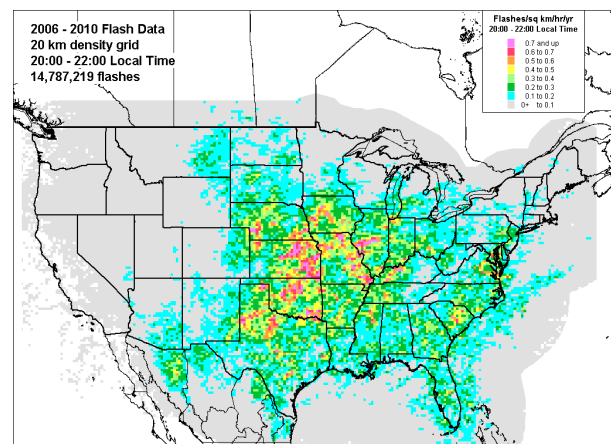 2006 - 2010 Flash Data
20 km density grid
20:00 - 22:00 Local Time
14,787,219 flashes
Flashes/sq km/hr/yr
20:00 - 22:00 Local Time
0.7 and up
0.6 to 0.7
0.5 to 0.6
0.4 to 0.5
0.3 to 0.4
0.2 to 0.3
0.1 to 0.2
0+ to 0.1